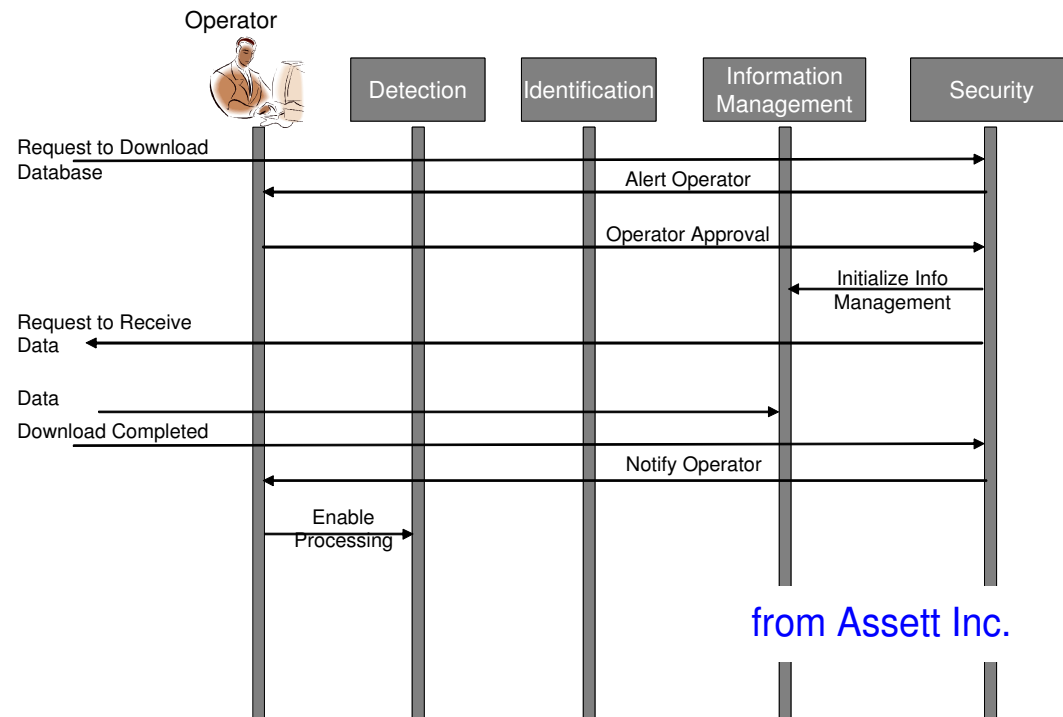 Operator
Detection
Identification
Information
Management
Security
Request to Download
Database
Alert Operator
Operator Approval
Initialize Info
Management
Request to Receive
Data
Data
Download Completed
Notify Operator
Enable
Processing
from Assett Inc.